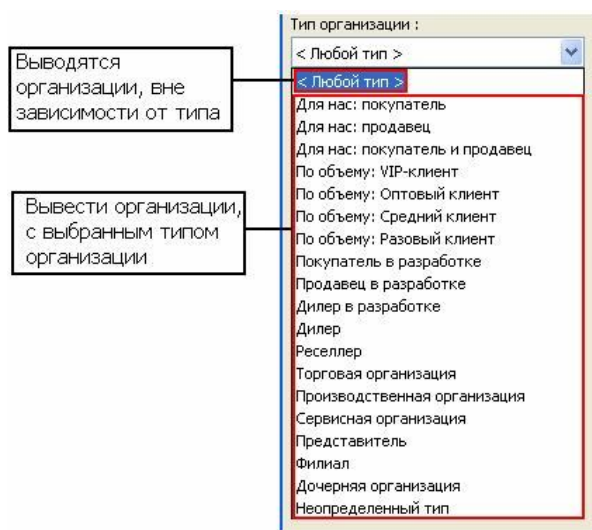 Тип организации :
< Любой тип >
Выводятся
организации, вне
зависимости от типа
< Любой тип >
Для нас: покупатель
Для нас: продавец
Для нас: покупатель и продавец
По объему: VIP-клиент
По объему: Оптовый клиент
По объему: Средний клиент
По объему: Разовый клиент
Вывести организации,
с выбранным типом
организации
Покупатель в разработке
Продавец в разработке
Дилер в разработке
Дилер
Реселлер
Торговая организация
Производственная организация
Сервисная организация
Представитель
Филиал
Дочерняя организация
Неопределенный тип